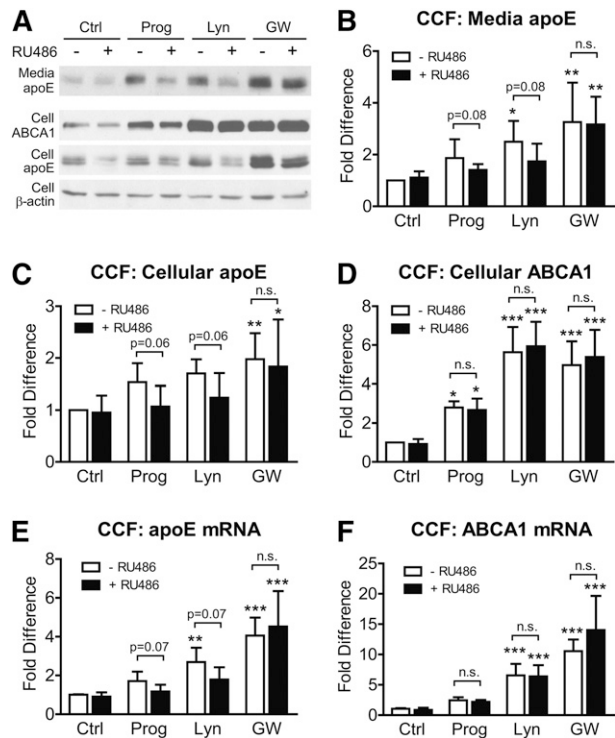 A
Ctrl Prog Lyn GW
RU486 - + - + - + - +
Media apoE
Cell ABCA1
Cell apoE
Cell β-actin
B
CCF: Media apoE
Fold Difference
8
6
4
2
0
- RU486
+ RU486
p=0.08
*
p=0.08
n.s.
**
**
Ctrl Prog Lyn GW
C
CCF: Cellular apoE
Fold Difference
3
2
1
0
- RU486
+ RU486
p=0.06
p=0.06
n.s.
**
*
Ctrl Prog Lyn GW
D
CCF: Cellular ABCA1
Fold Difference
8
6
4
2
0
- RU486
+ RU486
n.s.
* *
n.s.
*** ***
n.s.
*** ***
Ctrl Prog Lyn GW
E
CCF: apoE mRNA
Fold Difference
8
6
4
2
0
- RU486
+ RU486
p=0.07
p=0.07
**
n.s.
*** ***
Ctrl Prog Lyn GW
F
CCF: ABCA1 mRNA
Fold Difference
25
20
15
10
5
0
- RU486
+ RU486
n.s.
n.s.
*** ***
n.s.
*** ***
Ctrl Prog Lyn GW